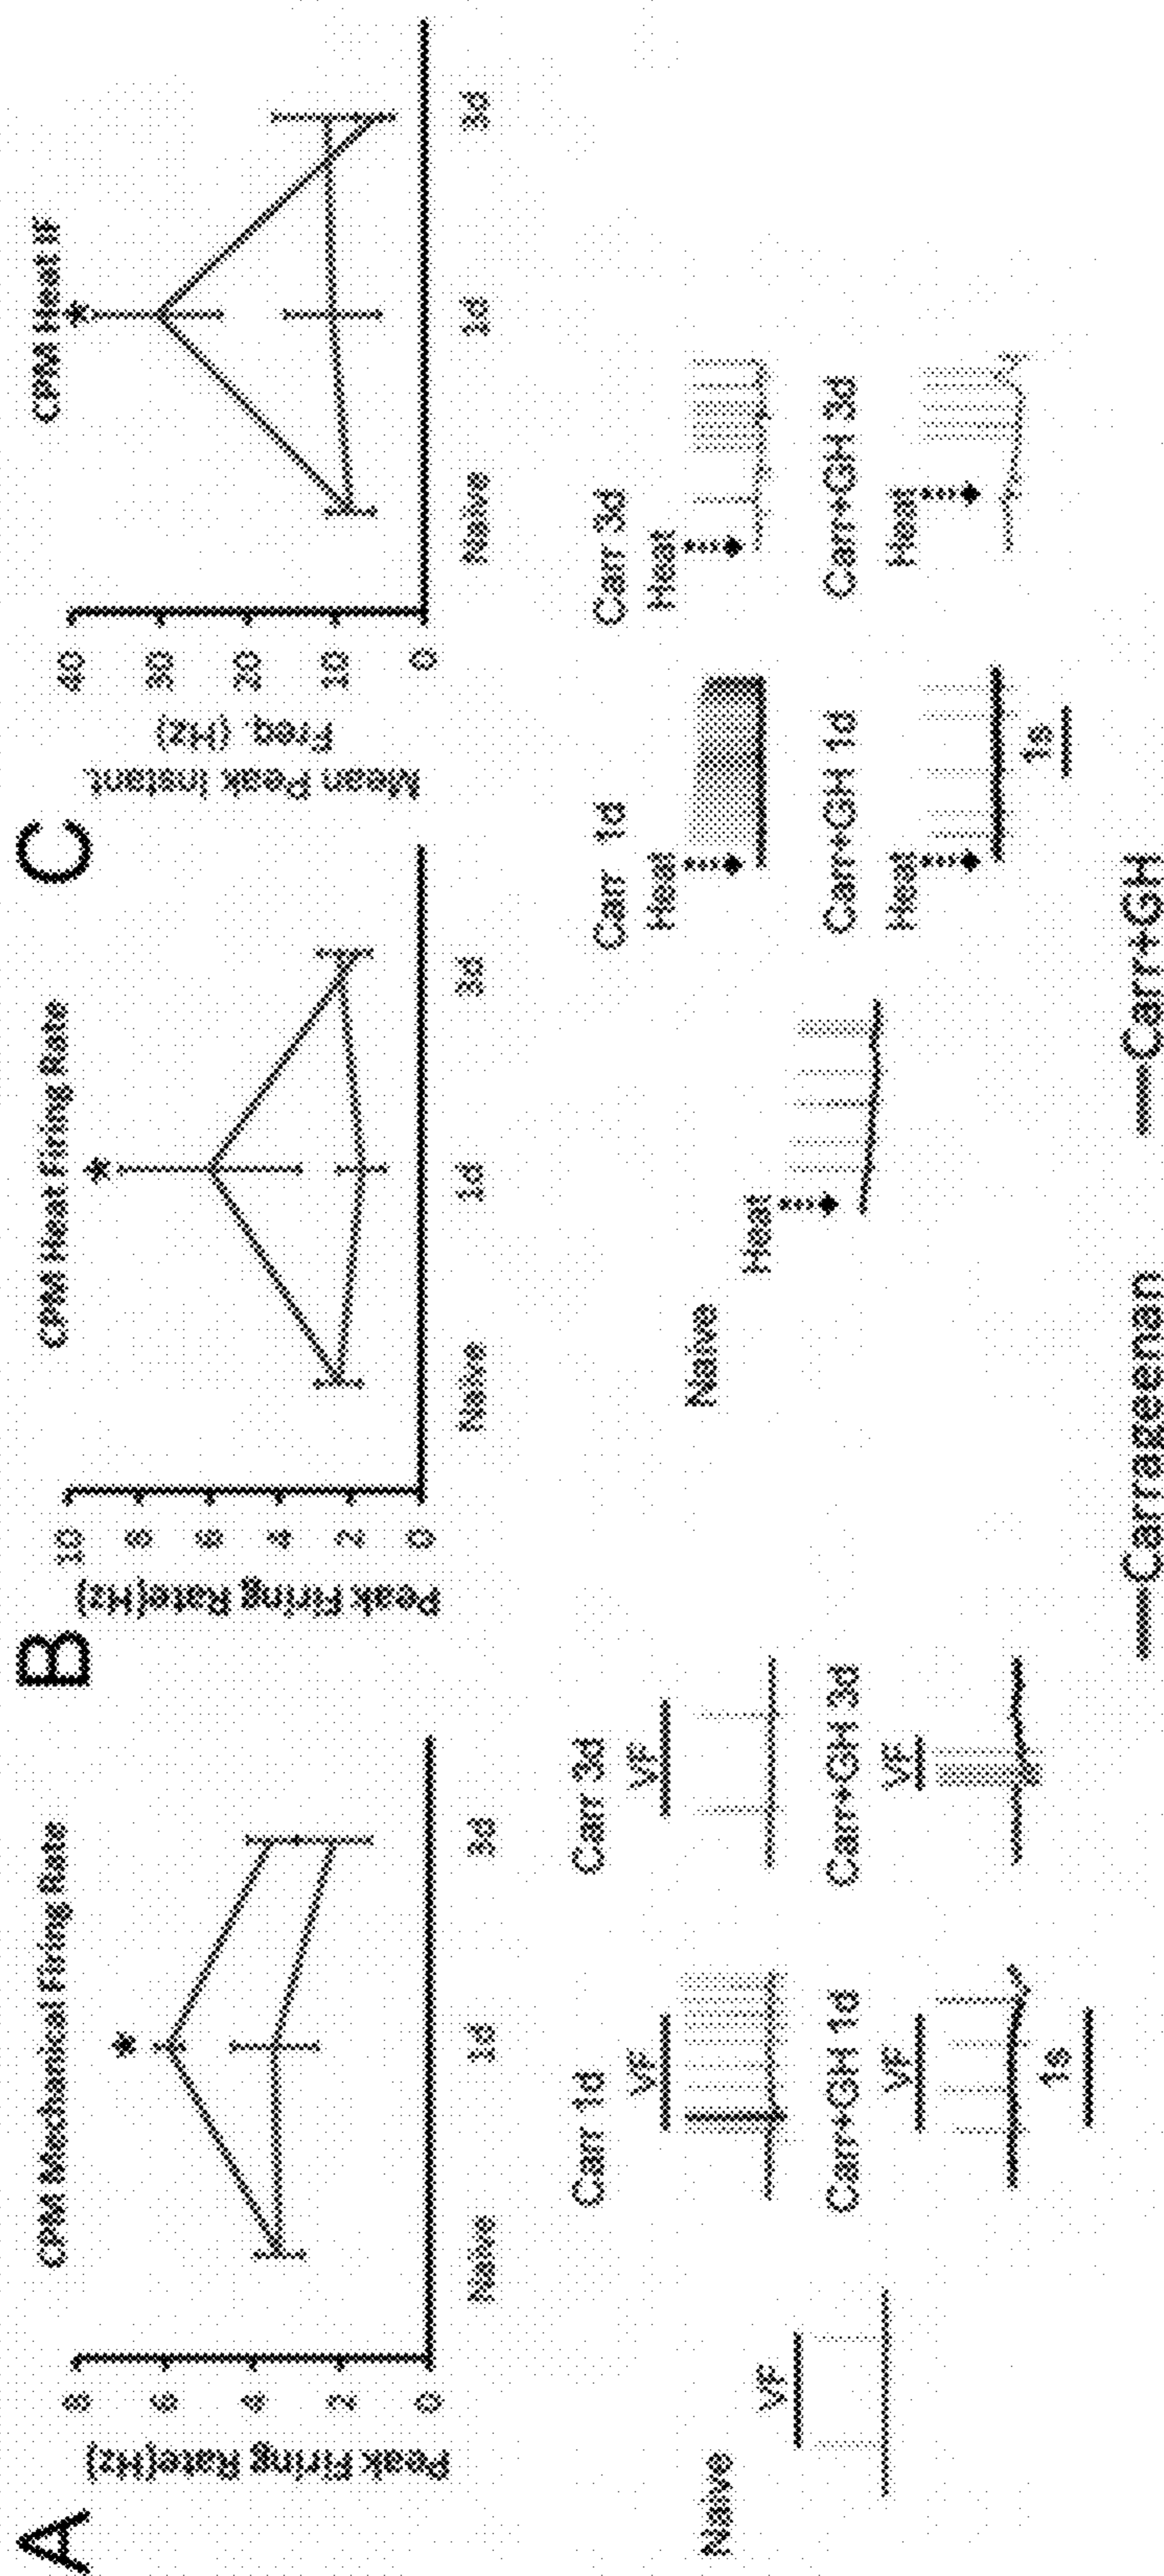 A
CPM Mechanical Firing Rate
Peak Firing Rate(Hz)
8
6
4
2
0
Naive
1d
3d
B
CPM Heat Firing Rate
Peak Firing Rate(Hz)
10
8
6
4
2
0
Naive
1d
3d
C
CPM Heat IF
*
Mean Peak Instant.
Freq. (Hz)
40
30
20
10
0
Naive
1d
3d
Naive
VF
Carr 1d
VF
Carr 3d
VF
Carr+GH 1d
VF
1s
Carr+GH 3d
VF
Naive
Heat
Carr 1d
Heat
Carr 3d
Heat
Carr+GH 1d
Heat
1s
Carr+GH 3d
Heat
Carrageenan
Carr+GH